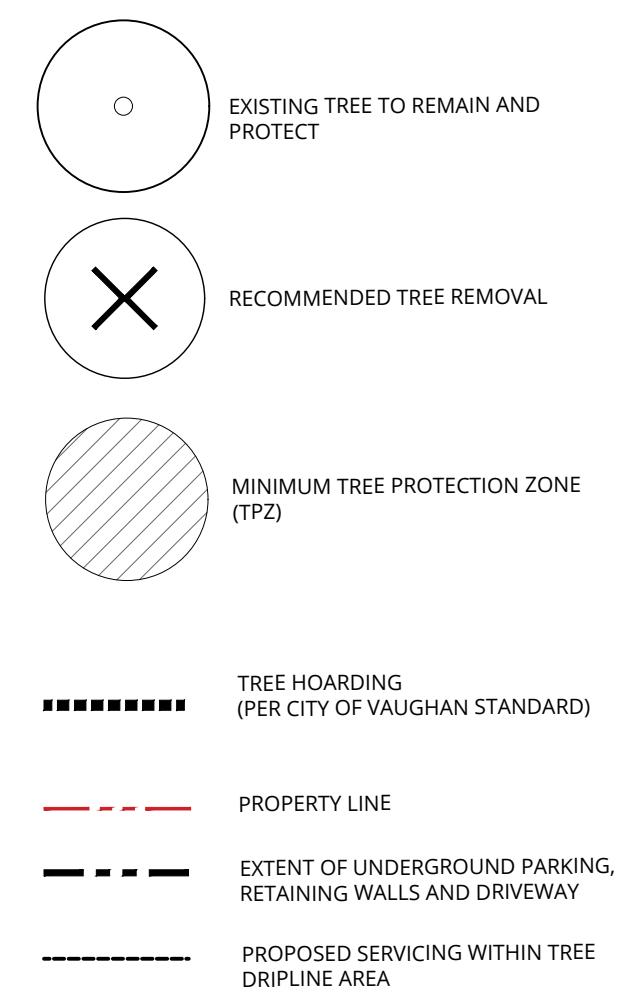 EXISTING TREE TO REMAIN AND
PROTECT
RECOMMENDED TREE REMOVAL
MINIMUM TREE PROTECTION ZONE
(TPZ)
TREE HOARDING
(PER CITY OF VAUGHAN STANDARD)
PROPERTY LINE
EXTENT OF UNDERGROUND PARKING,
RETAINING WALLS AND DRIVEWAY
PROPOSED SERVICING WITHIN TREE
DRIPLINE AREA